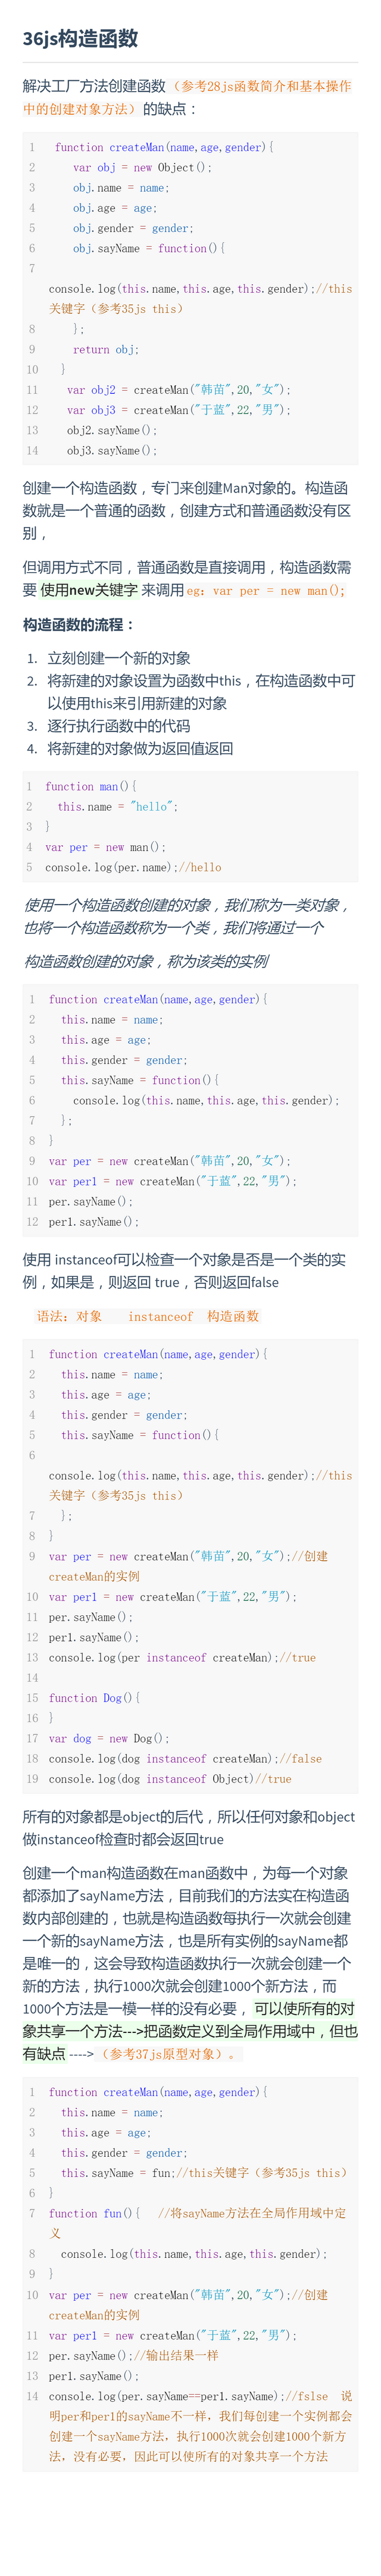 36js构造函数
解决工厂方法创建函数（参考28js函数简介和基本操作
中的创建对象方法）的缺点：
1 function createMan(name,age,gender){
2 var obj = new Object();
3 obj.name = name;
4 obj.age = age;
5 obj.gender = gender;
6 obj.sayName = function(){
7
console.log(this.name,this.age,this.gender);//this
关键字（参考35js this）
8 };
9 return obj;
10 }
11 var obj2 = createMan("韩苗",20,"女");
12 var obj3 = createMan("于蓝",22,"男");
13 obj2.sayName();
14 obj3.sayName();
创建一个构造函数，专门来创建Man对象的。构造函
数就是一个普通的函数，创建方式和普通函数没有区
别，
但调用方式不同，普通函数是直接调用，构造函数需
要 使用new关键字 来调用 eg：var per = new man();
构造函数的流程：
1. 立刻创建一个新的对象
2. 将新建的对象设置为函数中this，在构造函数中可
以使用this来引用新建的对象
3. 逐行执行函数中的代码
4. 将新建的对象做为返回值返回
1 function man(){
2 this.name = "hello";
3 }
4 var per = new man();
5 console.log(per.name);//hello
使用一个构造函数创建的对象，我们称为一类对象，
也将一个构造函数称为一个类，我们将通过一个
构造函数创建的对象，称为该类的实例
1 function createMan(name,age,gender){
2 this.name = name;
3 this.age = age;
4 this.gender = gender;
5 this.sayName = function(){
6 console.log(this.name,this.age,this.gender);
7 };
8 }
9 var per = new createMan("韩苗",20,"女");
10 var per1 = new createMan("于蓝",22,"男");
11 per.sayName();
12 per1.sayName();
使用 instanceof可以检查一个对象是否是一个类的实
例，如果是，则返回 true，否则返回false
语法：对象 instanceof 构造函数
1 function createMan(name,age,gender){
2 this.name = name;
3 this.age = age;
4 this.gender = gender;
5 this.sayName = function(){
6
console.log(this.name,this.age,this.gender);//this
关键字（参考35js this）
7 };
8 }
9 var per = new createMan("韩苗",20,"女");//创建
createMan的实例
10 var per1 = new createMan("于蓝",22,"男");
11 per.sayName();
12 per1.sayName();
13 console.log(per instanceof createMan);//true
14
15 function Dog(){
16 }
17 var dog = new Dog();
18 console.log(dog instanceof createMan);//false
19 console.log(dog instanceof Object)//true
所有的对象都是object的后代，所以任何对象和object
做instanceof检查时都会返回true
创建一个man构造函数在man函数中，为每一个对象
都添加了sayName方法，目前我们的方法实在构造函
数内部创建的，也就是构造函数每执行一次就会创建
一个新的sayName方法，也是所有实例的sayName都
是唯一的，这会导致构造函数执行一次就会创建一个
新的方法，执行1000次就会创建1000个新方法，而
1000个方法是一模一样的没有必要， 可以使所有的对
象共享一个方法--->把函数定义到全局作用域中，但也
有缺点 ---->（参考37js原型对象）。
1 function createMan(name,age,gender){
2 this.name = name;
3 this.age = age;
4 this.gender = gender;
5 this.sayName = fun;//this关键字（参考35js this）
6 }
7 function fun(){ //将sayName方法在全局作用域中定
义
8 console.log(this.name,this.age,this.gender);
9 }
10 var per = new createMan("韩苗",20,"女");//创建
createMan的实例
11 var per1 = new createMan("于蓝",22,"男");
12 per.sayName();//输出结果一样
13 per1.sayName();
14 console.log(per.sayName==per1.sayName);//fslse 说
明per和per1的sayName不一样，我们每创建一个实例都会
创建一个sayName方法，执行1000次就会创建1000个新方
法，没有必要，因此可以使所有的对象共享一个方法